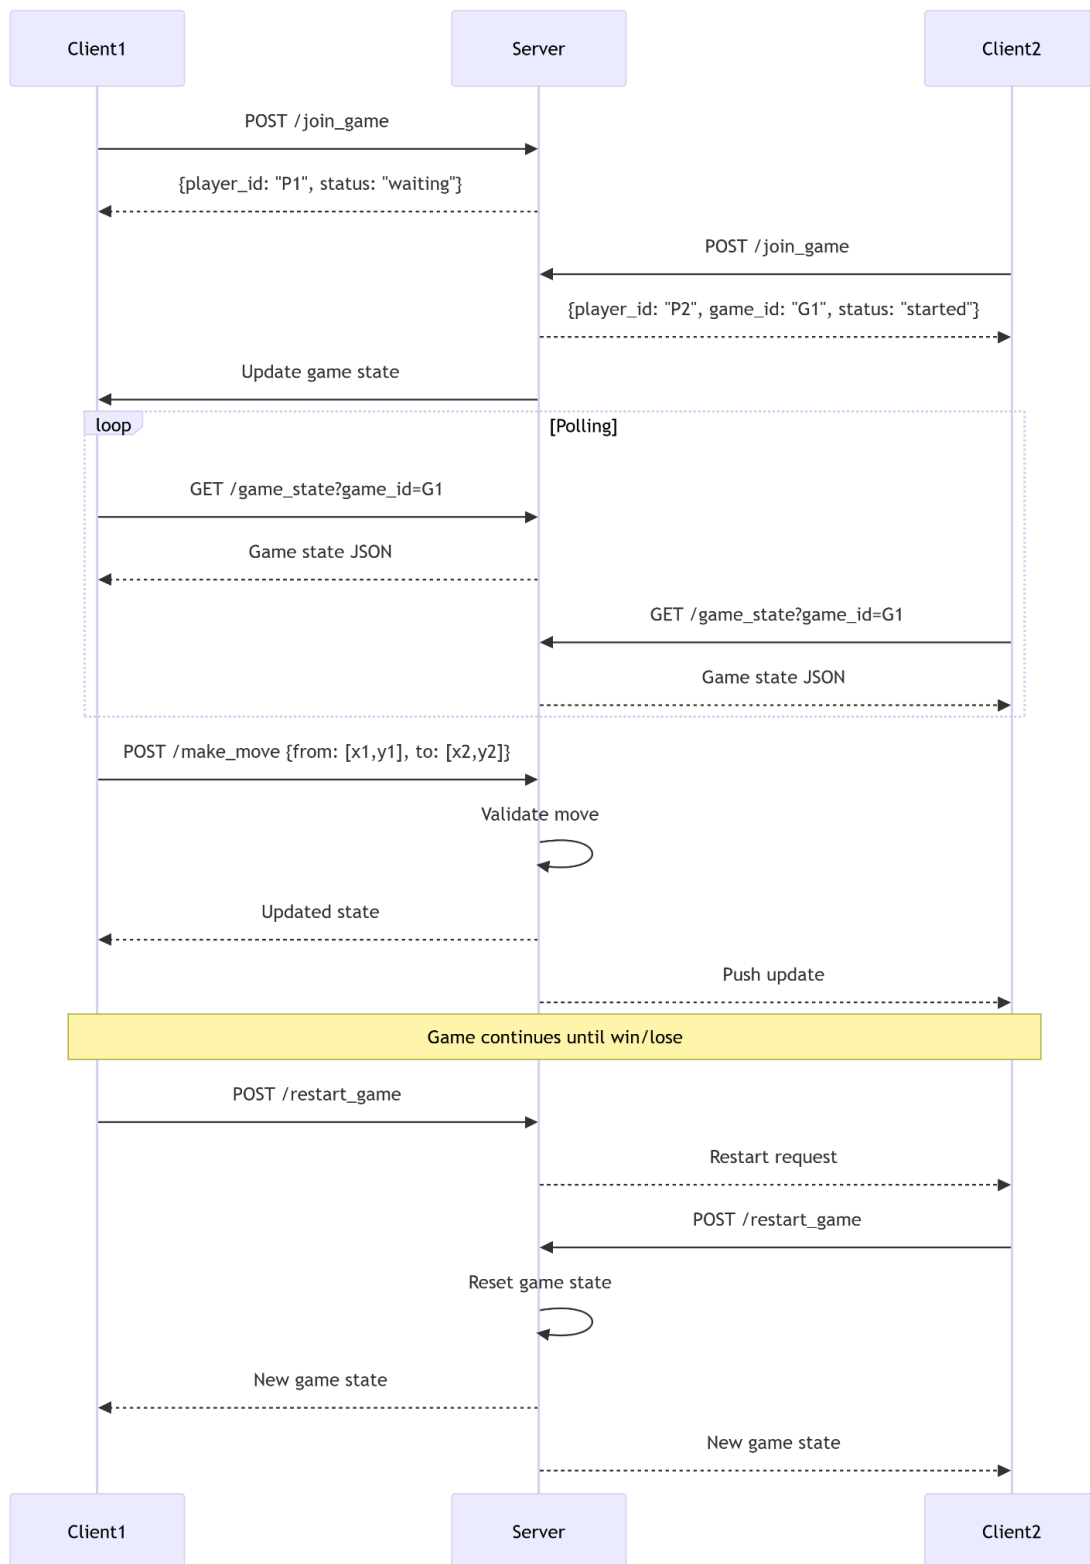 Client1
Server
Client2
POST /join_game
{player_id: "P1", status: "waiting"}
POST /join_game
{player_id: "P2", game_id: "G1", status: "started"}
Update game state
loop
[Polling]
GET /game_state?game_id=G1
Game state JSON
GET /game_state?game_id=G1
Game state JSON
POST /make_move {from: [x1,y1], to: [x2,y2]}
Validate move
Updated state
Push update
Game continues until win/lose
POST /restart_game
Restart request
POST /restart_game
Reset game state
New game state
New game state
Client1
Server
Client2